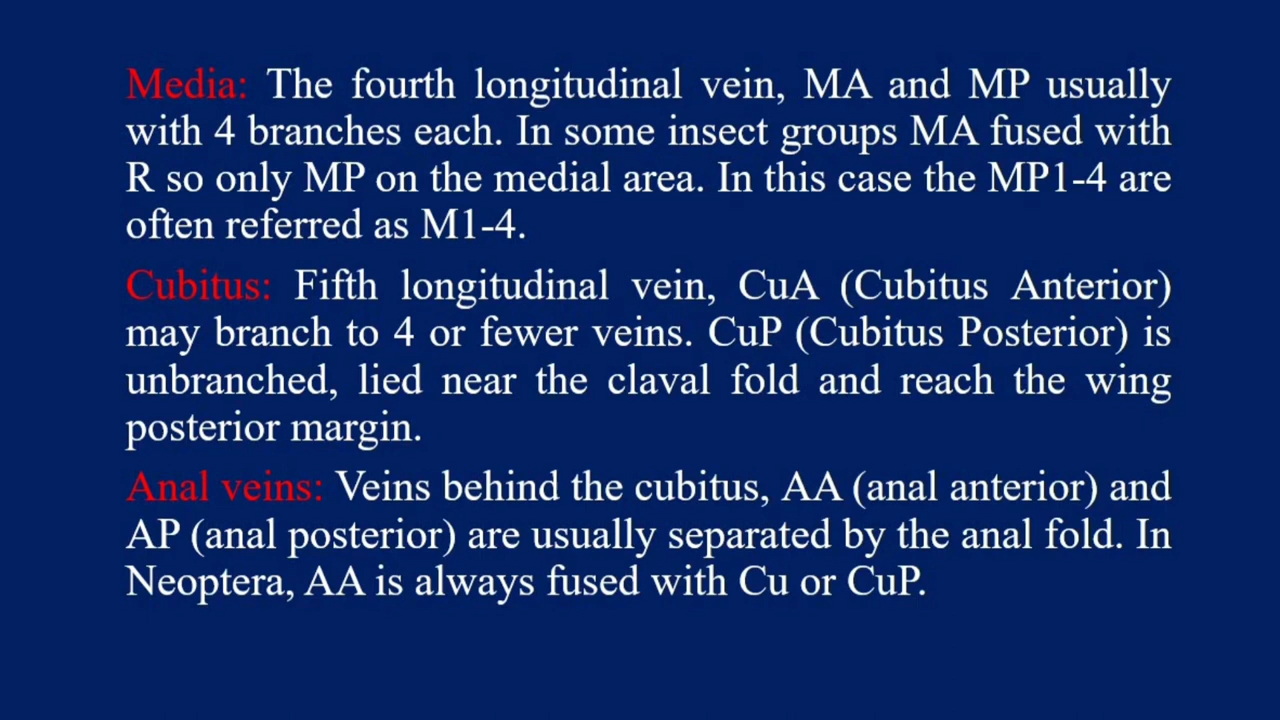 Media: The fourth longitudinal vein, MA and MP usually
with 4 branches each. In some insect groups MA fused with
R so only MP on the medial area. In this case the MP1-4 are
often referred as M1-4.
Cubitus: Fifth longitudinal vein, CuA (Cubitus Anterior)
may branch to 4 or fewer veins. CuP (Cubitus Posterior) is
unbranched, lied near the claval fold and reach the wing
posterior margin.
Anal veins: Veins behind the cubitus, AA (anal anterior) and
AP (anal posterior) are usually separated by the anal fold. In
Neoptera, AA is always fused with Cu or CuP.